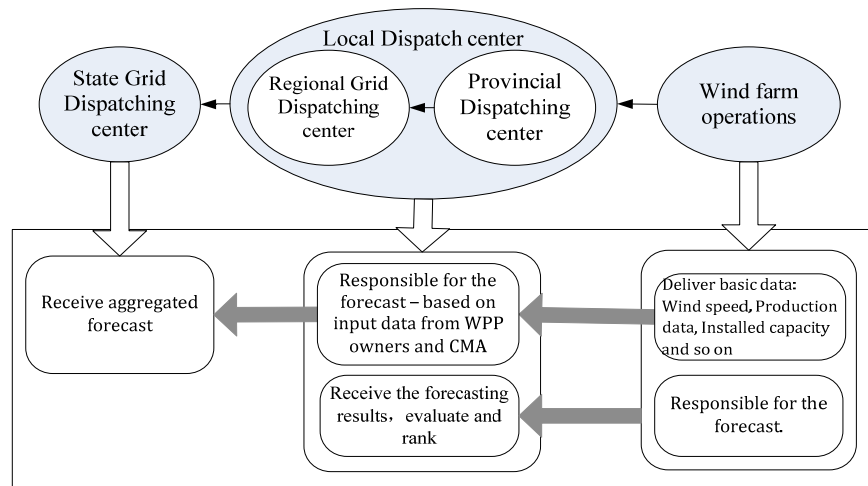 Local Dispatch center
State Grid
Dispatching
center
Regional Grid
Dispatching
center
Provincial
Dispatching
center
Wind farm
operations
Receive aggregated
forecast
Responsible for the
forecast – based on
input data from WPP
owners and CMA
Deliver basic data:
Wind speed, Production
data, Installed capacity
and so on
Receive the forecasting
results，evaluate and
rank
Responsible for the
forecast.